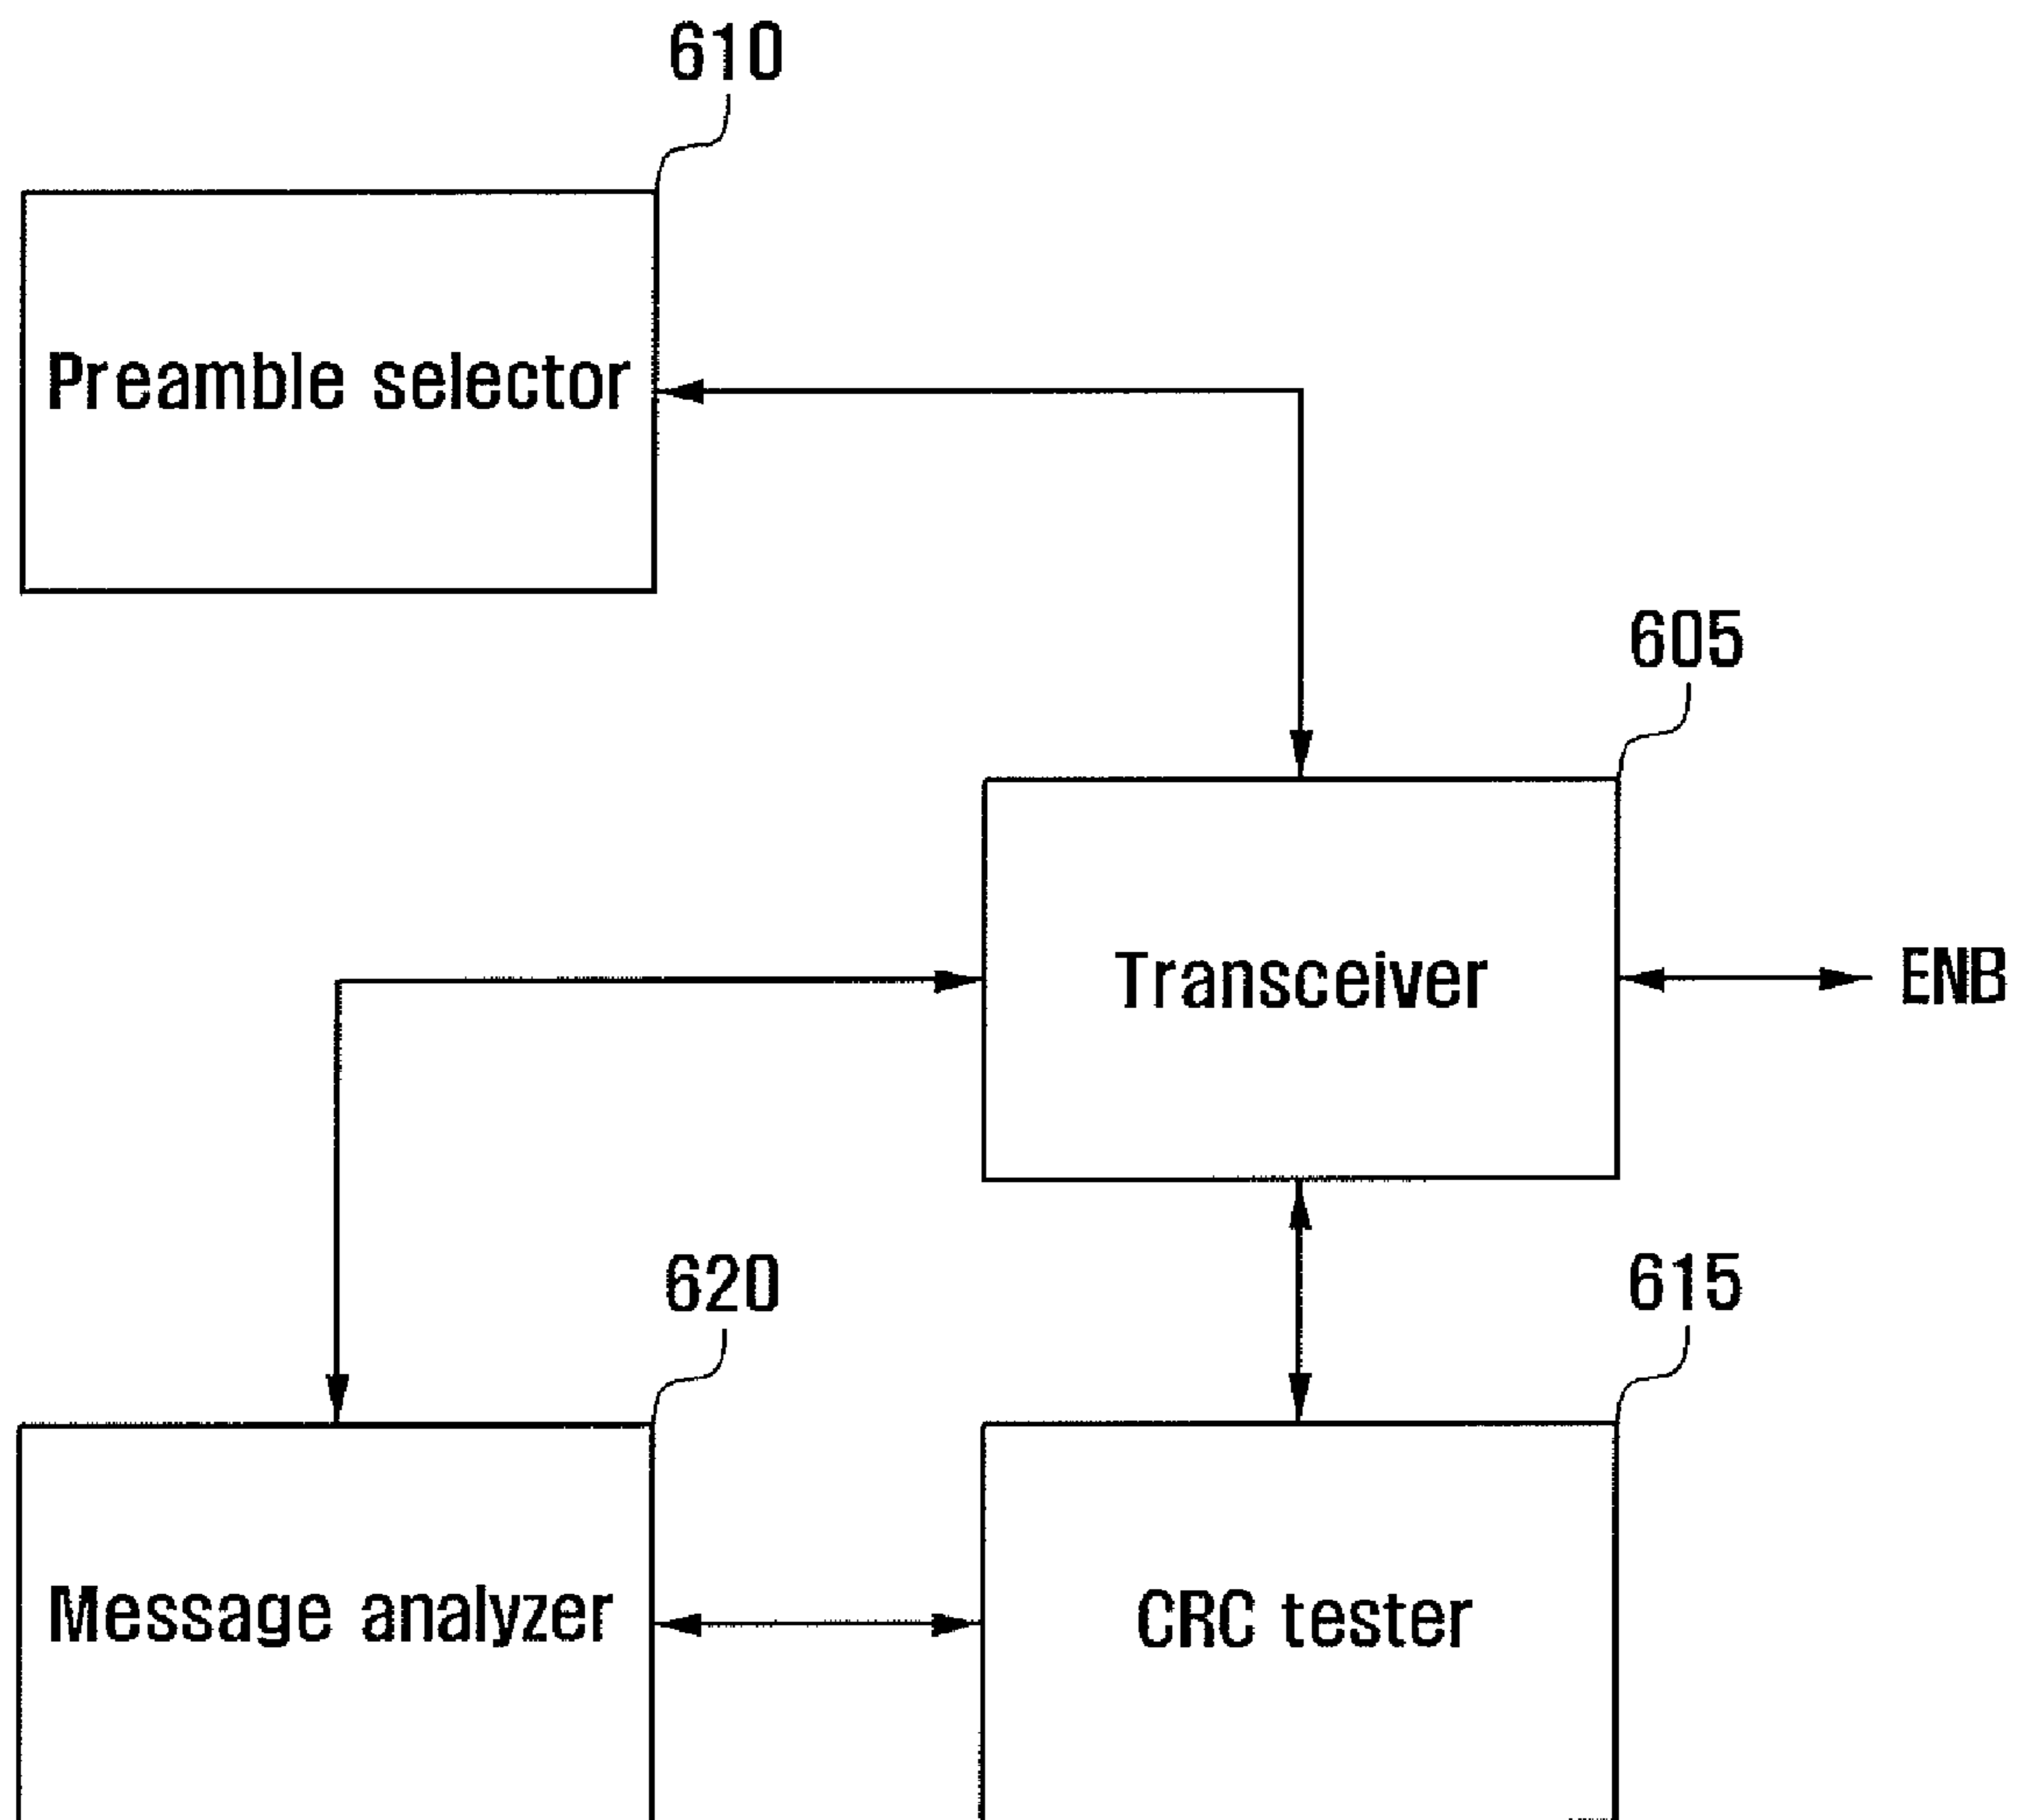 610
Preamble selector
605
Transceiver
ENB
620
615
Message analyzer
CRC tester